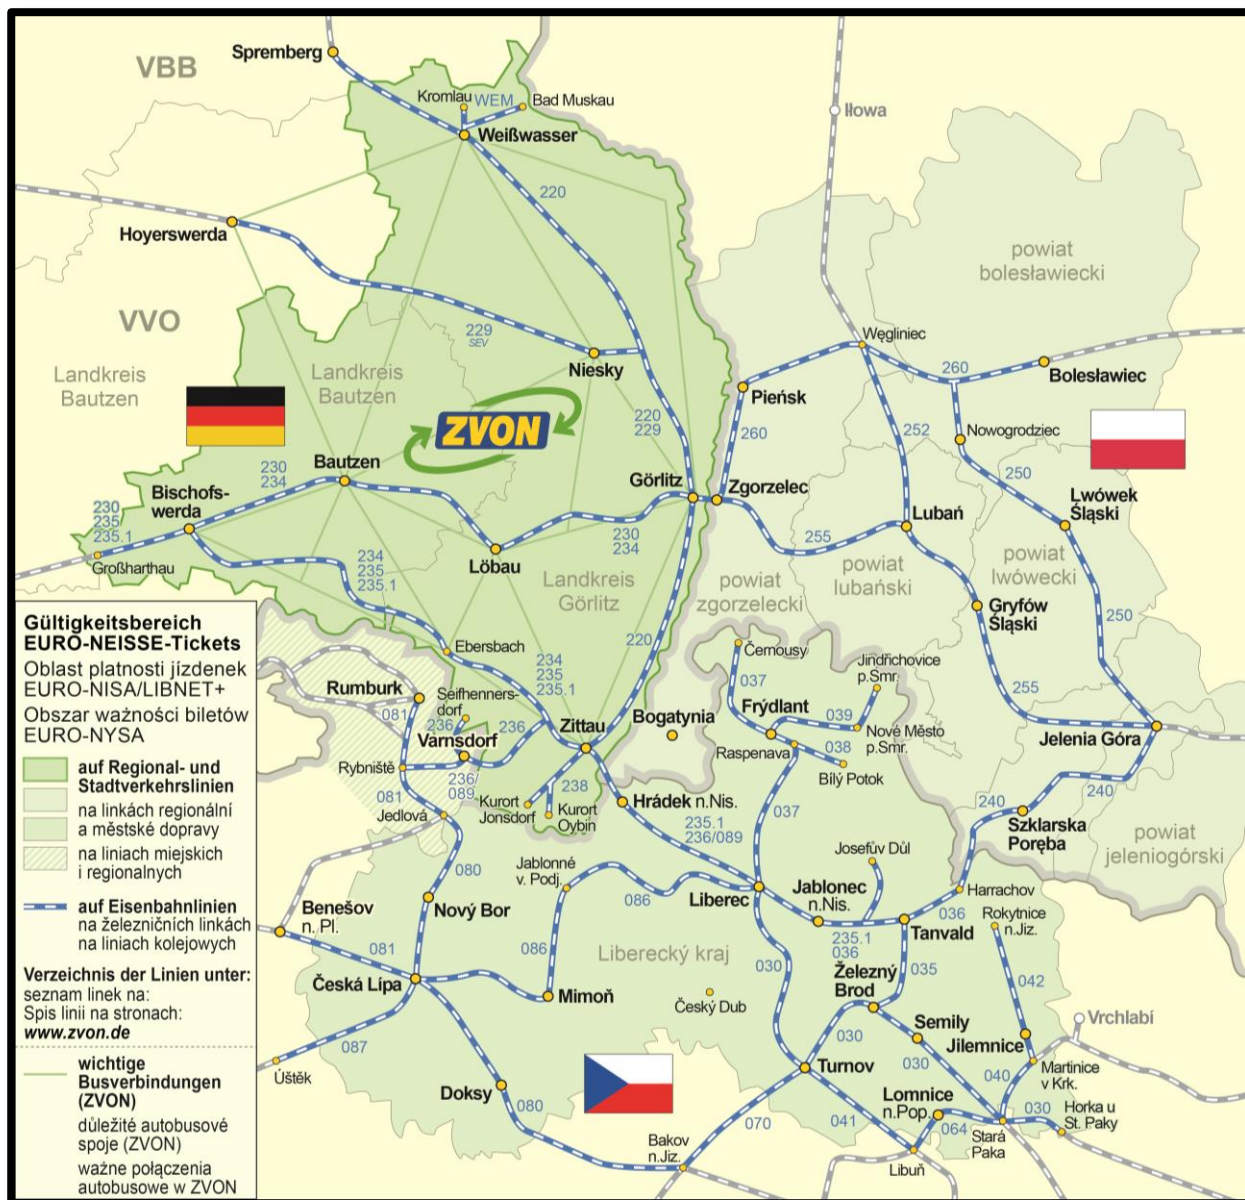 VBB
Spremberg
Kromlau
WEM
Bad Muskau
Weißwasser
Iłowa
220
Hoyerswerda
powiat
bolesławiecki
VVO
229
SEV
Niesky
Węgliniec
260
Bolesławiec
Landkreis
Bautzen
Landkreis
Bautzen
Pieńsk
ZVON
220
229
260
252
Nowogrodziec
250
Bautzen
230
234
Görlitz
Zgorzelec
Lwówek
Śląski
Lubań
Bischofs-
werda
230
235
235.1
Großharthau
230
234
255
Löbau
234
235
235.1
Landkreis
Görlitz
powiat
zgorzelecki
powiat
lubański
powiat
lwówecki
Gryfów
Śląski
250
220
Ebersbach
234
235
235.1
Černousy
Jindřichovice
p.Smr.
037
255
Rumburk
Seifhenners-
dorf
081
236
236
Zittau
Bogatynia
Frýdlant
039
Nové Město
p.Smr.
Jelenia Góra
Varnsdorf
Raspenava
038
Bílý Potok
Rybniště
236/
089
238
081
Jedlová
Kurort
Jonsdorf
Kurort
Oybin
Hrádek n.Nis.
235.1
236/089
037
240
240
Szklarska
Poręba
powiat
jeleniogórski
Josefův Důl
Jablonné
v. Podj.
080
086
Liberec
Jablonec
n.Nis.
Harrachov
036
Rokytnice
n.Jiz.
Nový Bor
Benešov
n. Pl.
Tanvald
235.1
036
081
086
Liberecký kraj
030
035
Železný
Brod
042
Česká Lípa
Mimoň
Český Dub
Semily
Vrchlabí
087
030
030
Jilemnice
Úštěk
Turnov
040
Martinice
v Krk.
Doksy
080
Lomnice
n.Pop.
030
Horka u
St. Paky
070
041
064
Stará
Paka
Bakov
n.Jiz.
Libuň
Gültigkeitsbereich
EURO-NEISSE-Tickets
Oblast platnosti jízdenek
EURO-NISA/LIBNET+
Obszar ważności biletów
EURO-NYSA
auf Regional- und
Stadtverkehrslinien
na linkách regionální
a městské dopravy
na liniach miejskich
i regionalnych
auf Eisenbahnlinien
na železničních linkách
na liniach kolejowych
Verzeichnis der Linien unter:
seznam linek na:
Spis linii na stronach:
www.zvon.de
wichtige
Busverbindungen
(ZVON)
důležité autobusové
spoje (ZVON)
ważne połączenia
autobusowe w ZVON